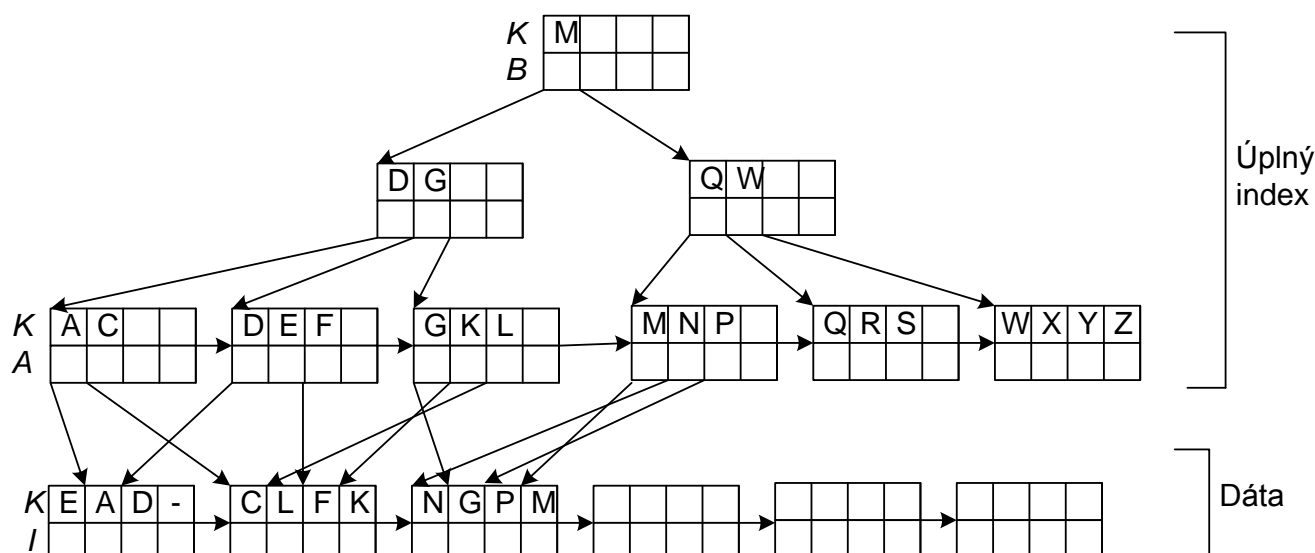 K M
B
Úplný
index
D G
Q W
K A C D E F G K L M N P Q R S W X Y Z
A
Dáta
K E A D - C L F K N G P M
I